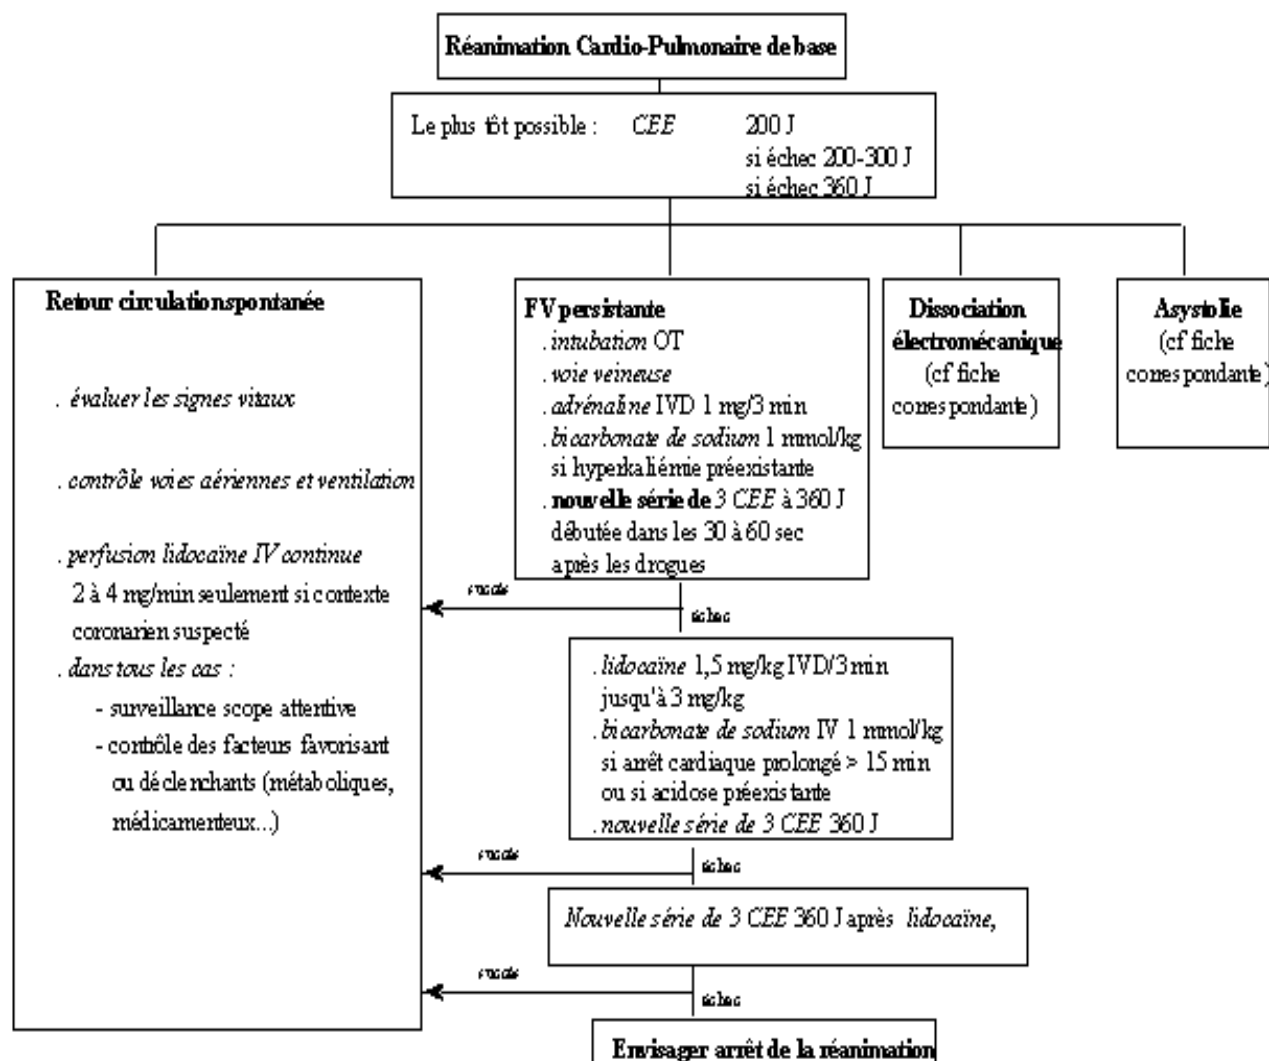 Réanimation Cardio-Pulmonaire de base
Le plus tôt possible : CEE 200 J
si échec 200-300 J
si échec 360 J
Retour circulationspontanée
. évaluer les signes vitaux
. contrôle voies aériennes et ventilation
. perfusion lidocaïne IV continue
2 à 4 mg/min seulement si contexte
coronarien suspecté
. dans tous les cas :
- surveillance scope attentive
- contrôle des facteurs favorisant
ou déclenchants (métaboliques,
médicamenteux...)
FV persistante
. intubation OT
. voie veineuse
. adrénaline IVD 1 mg/3 min
. bicarbonate de sodium 1 mmol/kg
si hyperkaliémie préexistante
. nouvelle série de 3 CEE à 360 J
débutée dans les 30 à 60 sec
après les drogues
Dissociation
électromécanique
(cf fiche
correspondante)
Asystolie
(cf fiche
correspondante)
succès
échec
. lidocaïne 1,5 mg/kg IVD/3 min
jusqu'à 3 mg/kg
. bicarbonate de sodium IV 1 mmol/kg
si arrêt cardiaque prolongé > 15 min
ou si acidose préexistante
. nouvelle série de 3 CEE 360 J
succès
échec
Nouvelle série de 3 CEE 360 J après lidocaïne,
succès
échec
Envisager arrêt de la réanimation